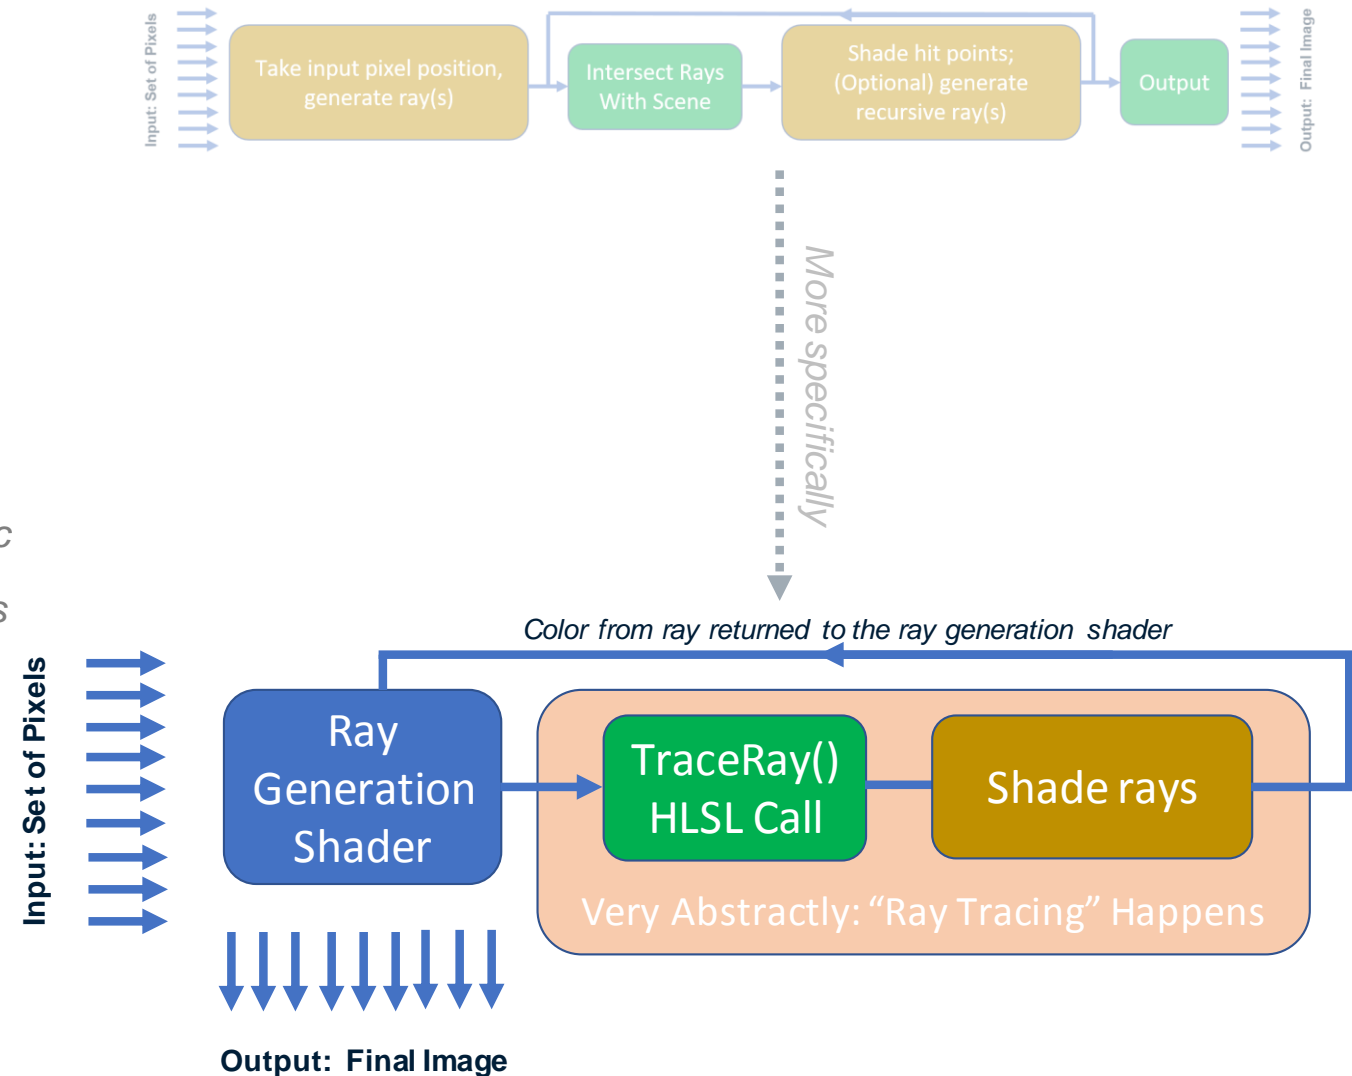 Input: Set of Pixels
Take input pixel position,
generate ray(s)
Intersect Rays
With Scene
Shade hit points;
(Optional) generate
recursive ray(s)
Output
Output: Final Image
More specifically
c
s
Color from ray returned to the ray generation shader
Input: Set of Pixels
Ray
Generation
Shader
TraceRay()
HLSL Call
Shade rays
Very Abstractly: “Ray Tracing” Happens
Output: Final Image